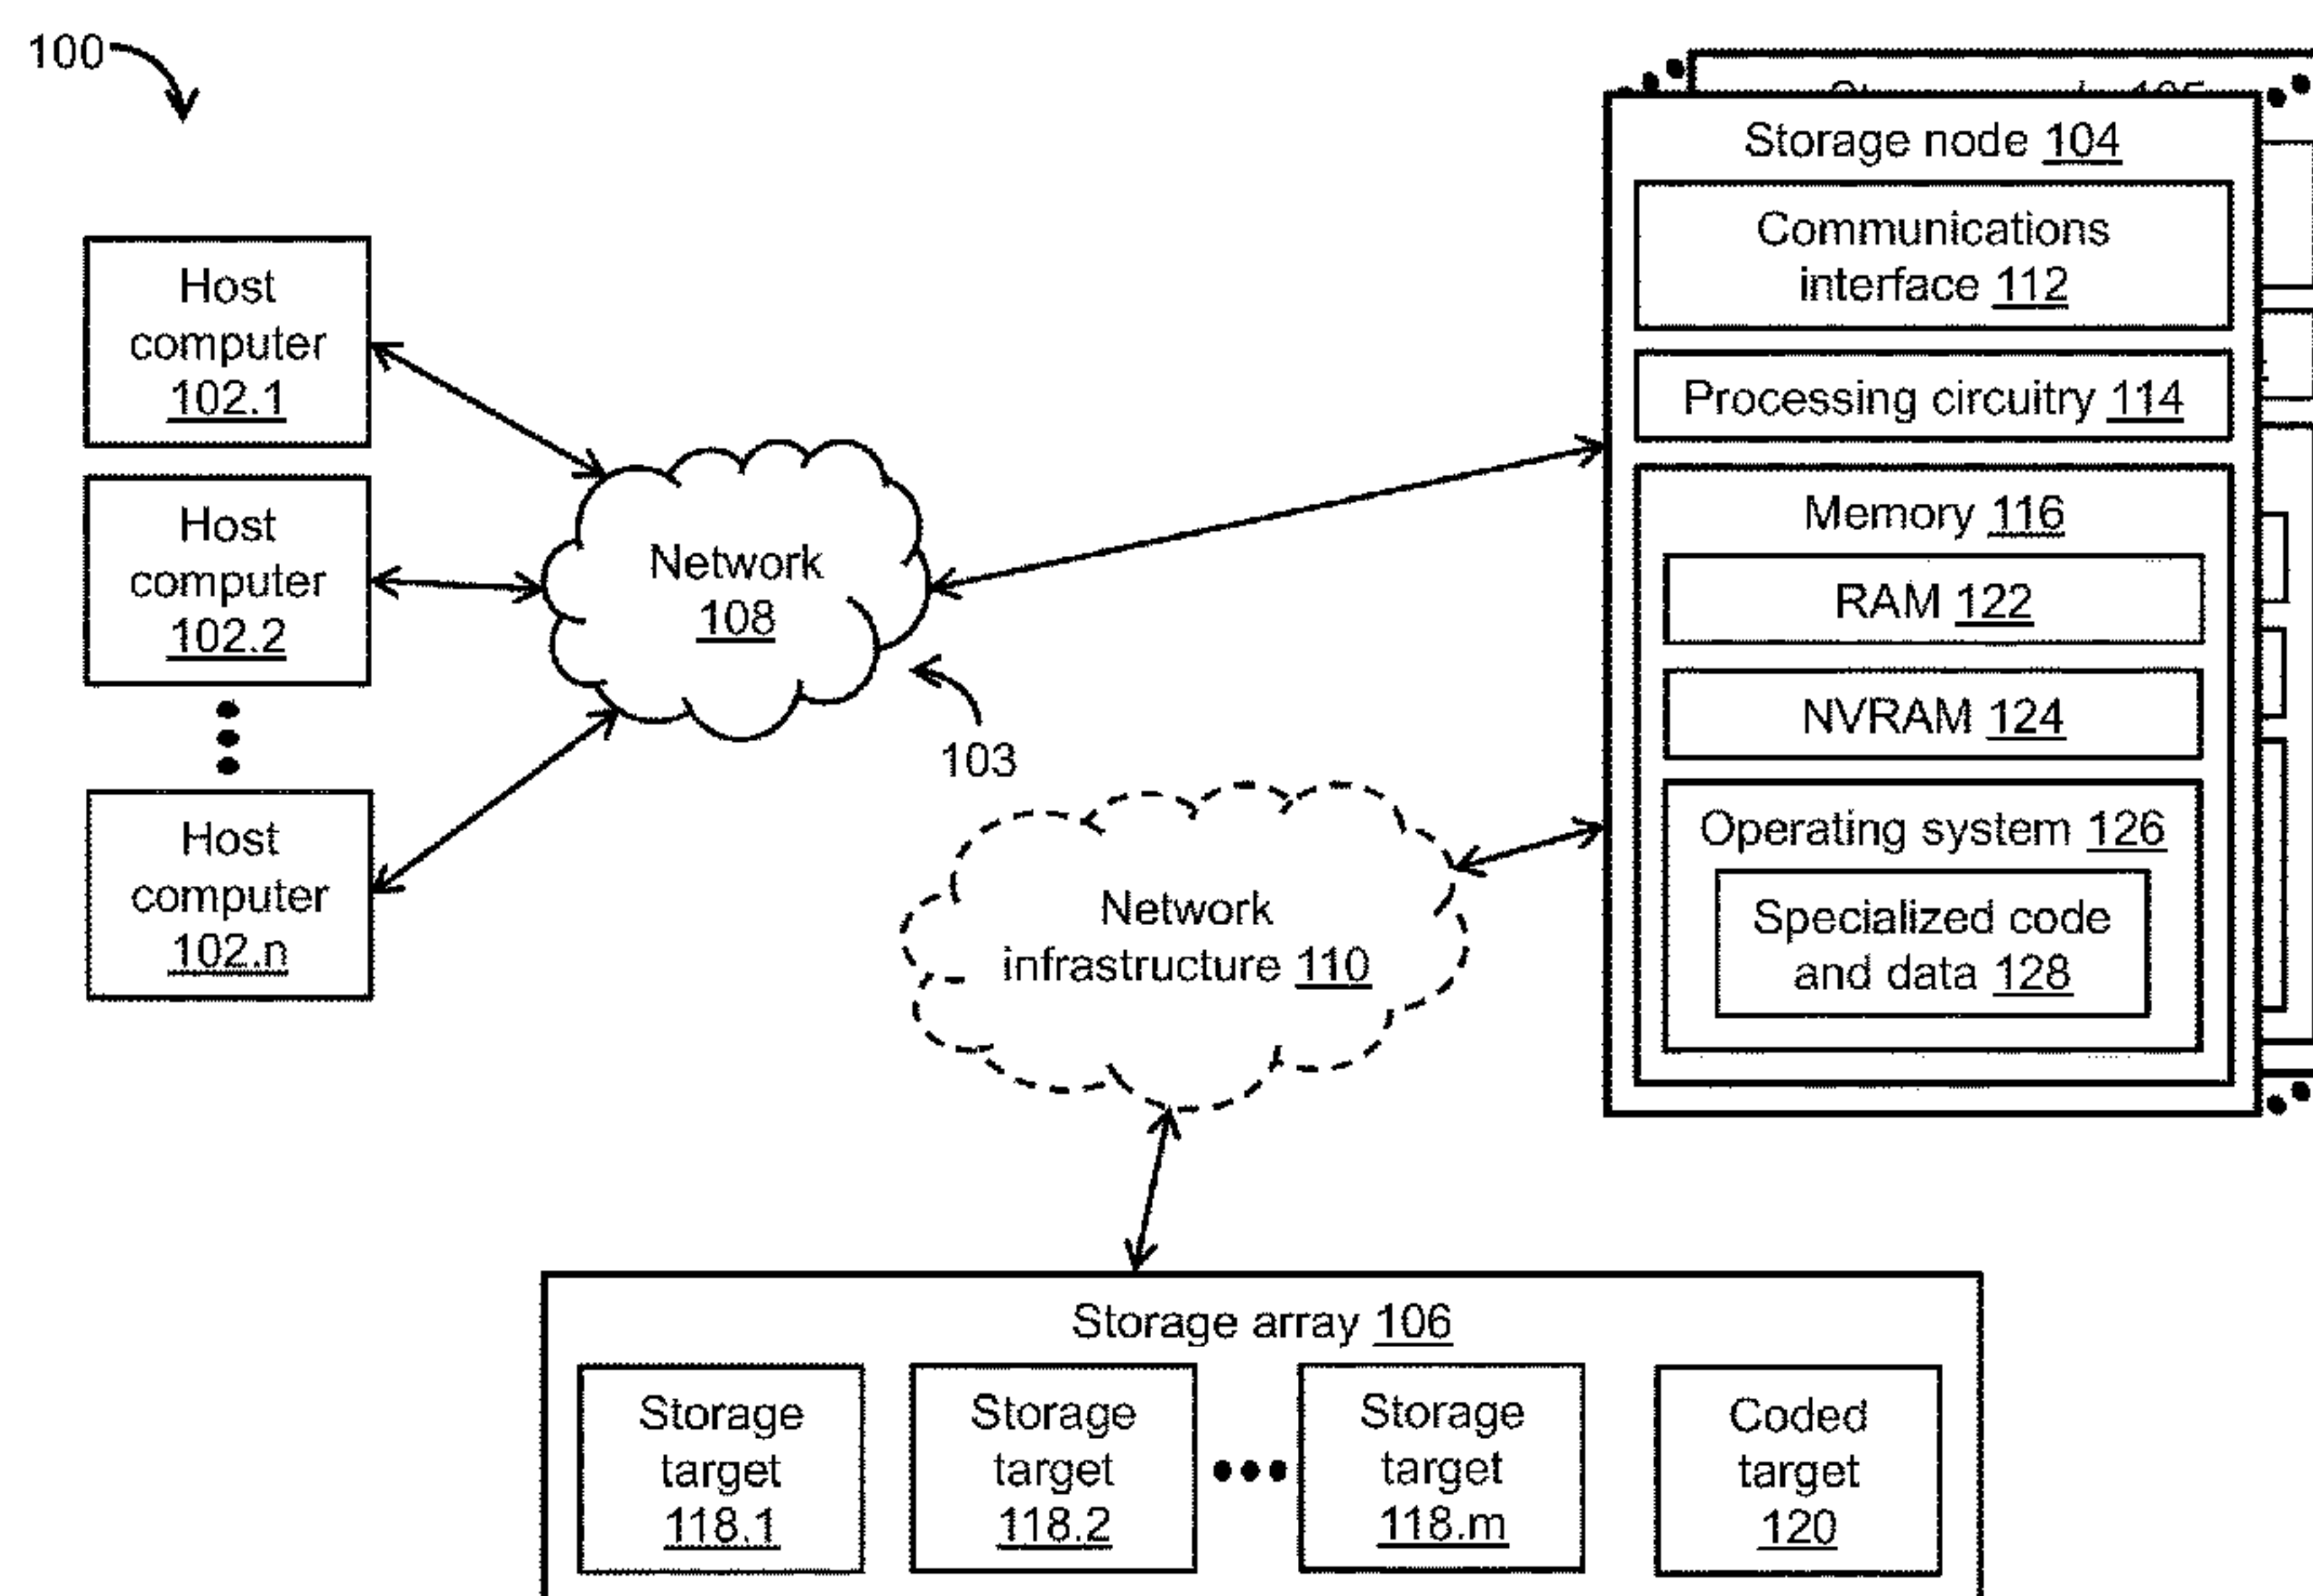 100
Host
computer
102.1
Host
computer
102.2
Host
computer
102.n
Network
108
103
Network
infrastructure 110
Storage node 104
Communications
interface 112
Processing circuitry 114
Memory 116
RAM 122
NVRAM 124
Operating system 126
Specialized code
and data 128
Storage array 106
Storage
target
118.1
Storage
target
118.2
Storage
target
118.m
Coded
target
120